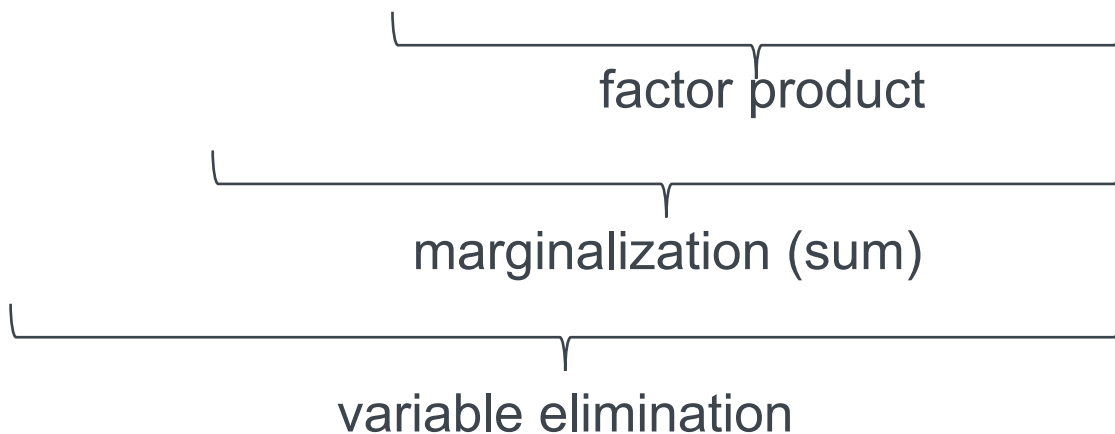 factor product
marginalization (sum)
variable elimination